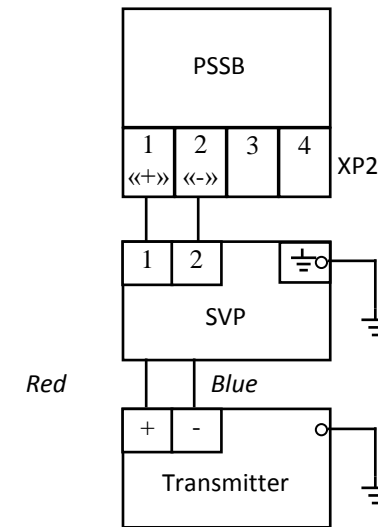 PSSB
1 2 3 4
«+» «-»
XP2
1 2
SVP
Red Blue
+ -
Transmitter